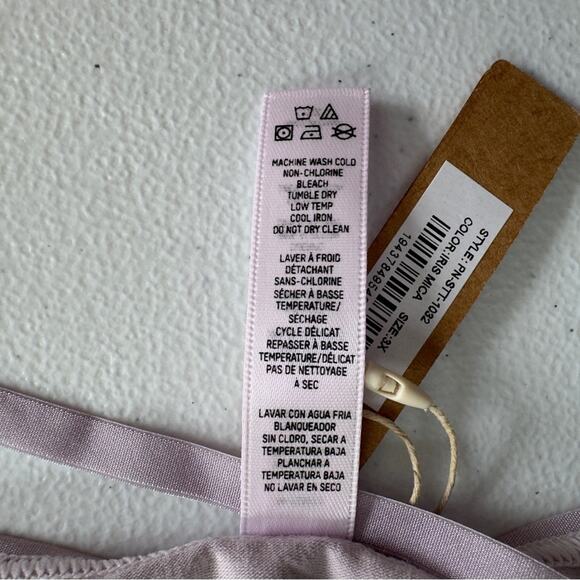 MACHINE WASH COLD
NON-CHLORINE
BLEACH
TUMBLE DRY
LOW TEMP
COOL IRON
DO NOT DRY CLEAN
LAVER À FROID
DÉTACHANT
SANS-CHLORINE
SÉCHER À BASSE
TEMPERATURE/
SÉCHAGE
CYCLE DÉLICAT
REPASSER À BASSE
TEMPERATURE/DÉLICAT
PAS DE NETTOYAGE
À SEC
LAVAR CON AGUA FRIA
BLANQUEADOR
SIN CLORO, SECAR A
TEMPERATURA BAJA
PLANCHAR A
TEMPERATURA BAJA
NO LAVAR EN SECO
STYLE: PN-STT-1032
COLOR:IRIS MICA
SIZE:3X